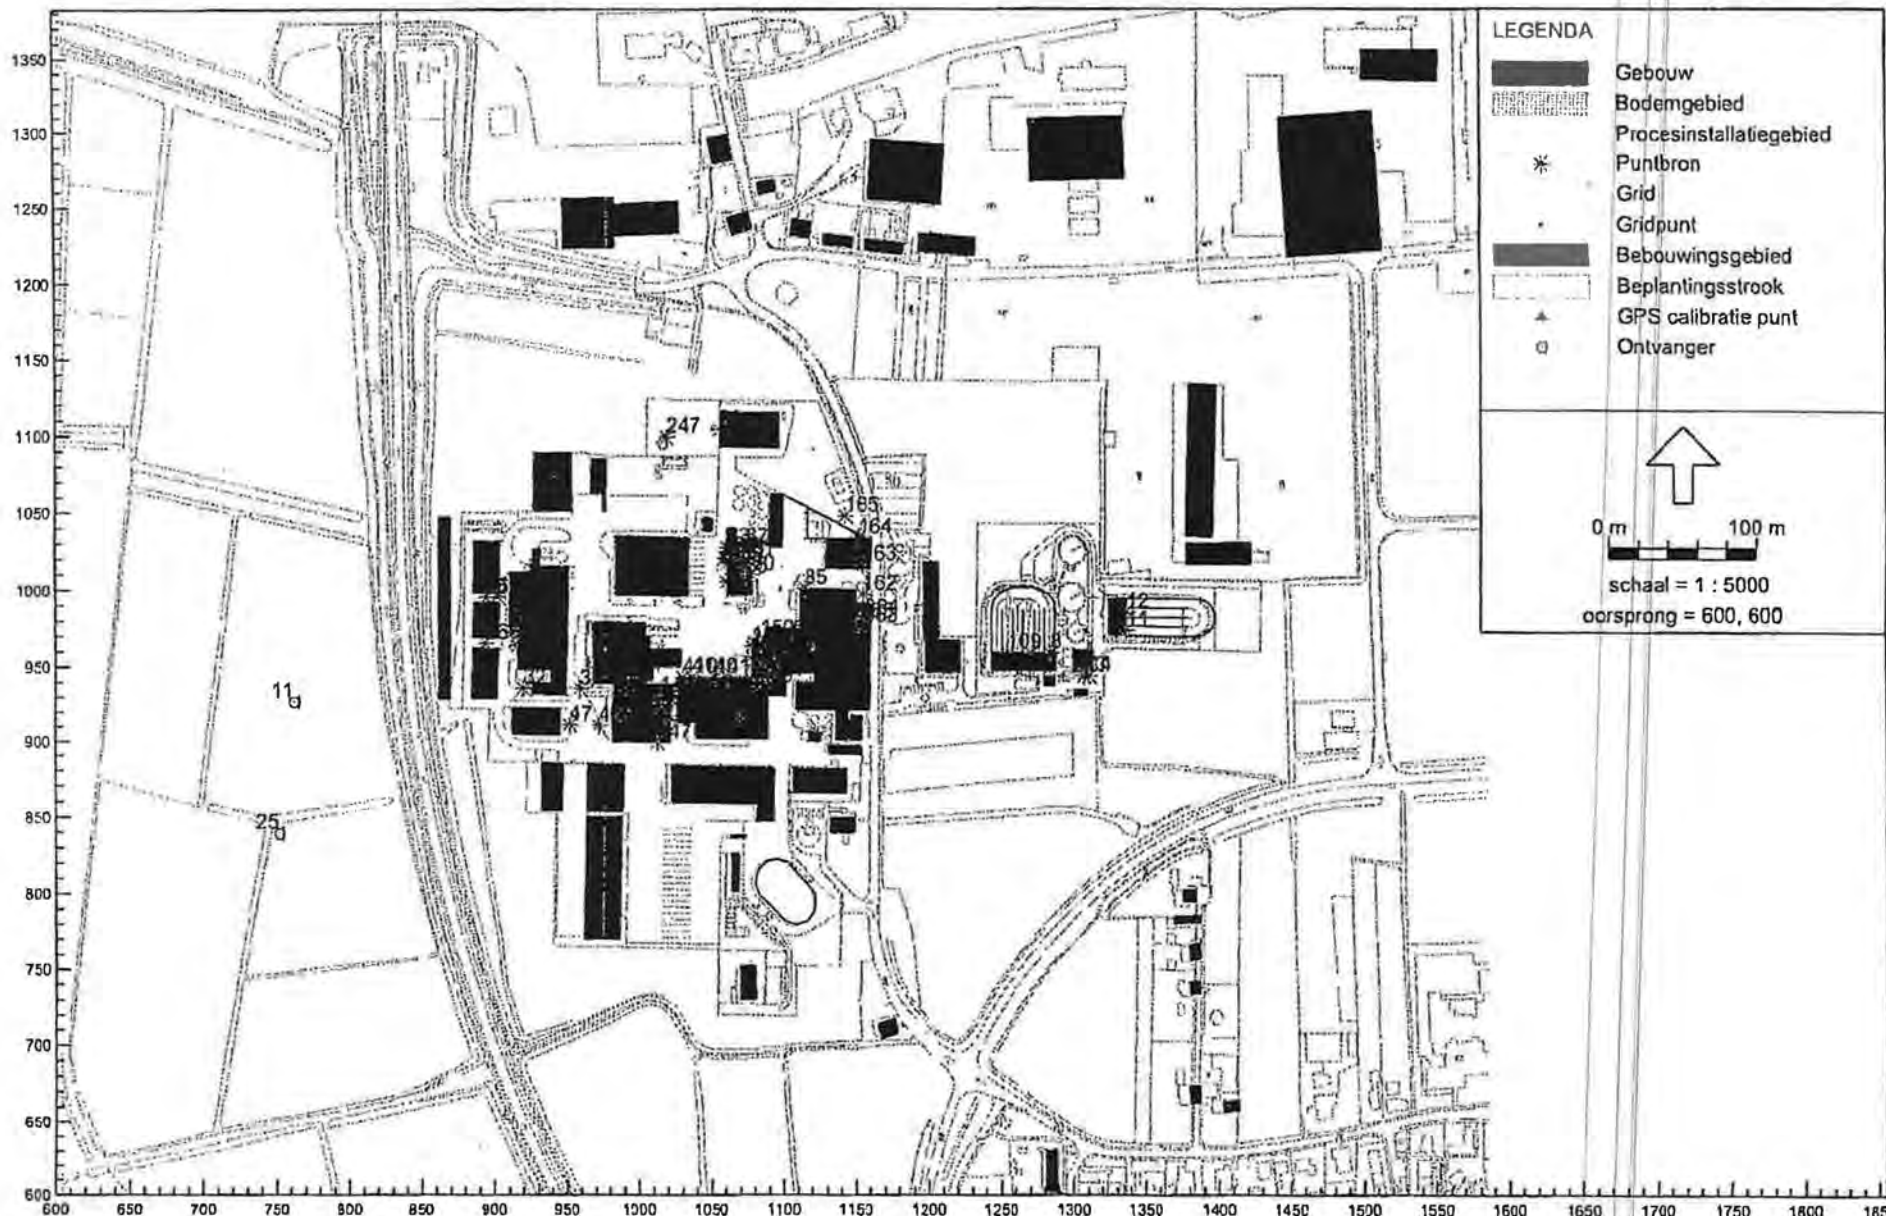 LEGENDA
Gebouw
Bodemgebied
Procesinstallatiegebied
Puntbron
Grid
Gridpunt
Bebouwingsgebied
Beplantingsstrook
GPS calibratie punt
Ontvanger
0 m 100 m
schaal = 1 : 5000
oorsprong = 600, 600
1350
1300
1250
1200
1150
1100
1050
1000
950
900
850
800
750
700
650
600
247
165
164
163
162
85
150
12
11
11
25
47
600 650 700 750 800 850 900 950 1000 1050 1100 1150 1200 1250 1300 1350 1400 1450 1500 1550 1600 1650 1700 1750 1800